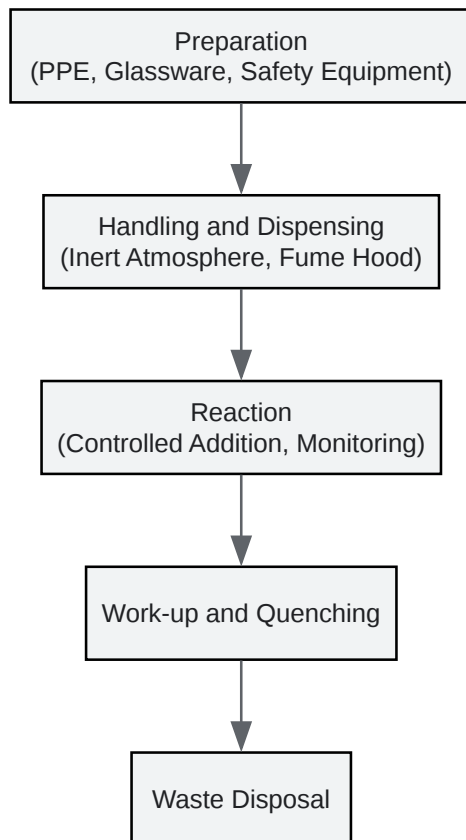 Preparation
(PPE, Glassware, Safety Equipment)
Handling and Dispensing
(Inert Atmosphere, Fume Hood)
Reaction
(Controlled Addition, Monitoring)
Work-up and Quenching
Waste Disposal